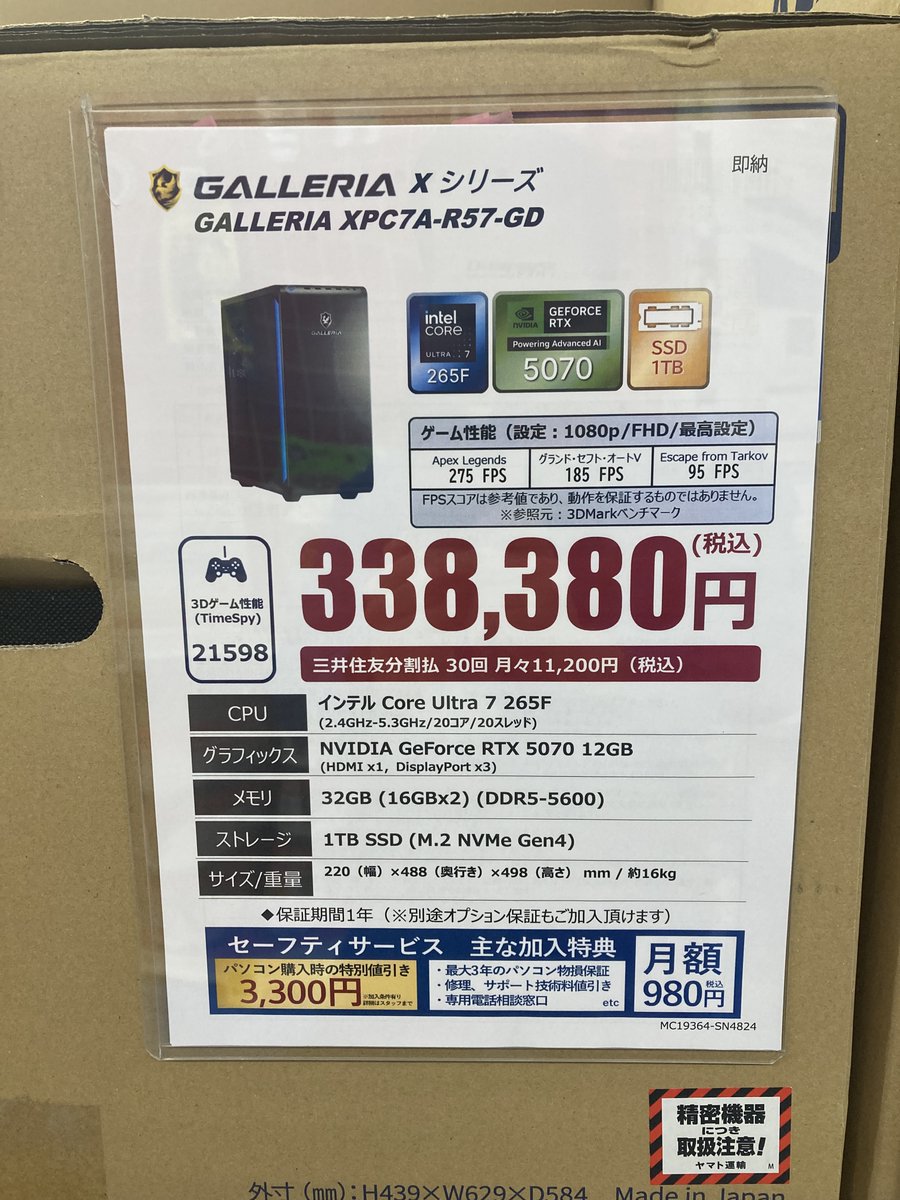 即納
GALLERIA X シリーズ
GALLERIA XPC7A-R57-GD
GALLERIA
intel
CORE
ULTRA 7
265F
NVIDIA
GEFORCE
RTX
Powering Advanced AI
5070
SSD
1TB
ゲーム性能（設定：1080p/FHD/最高設定）
Apex Legends
275 FPS
グランド・セフト・オートV
185 FPS
Escape from Tarkov
95 FPS
FPSスコアは参考値であり、動作を保証するものではありません。
※参照元：3DMarkベンチマーク
3Dゲーム性能
(TimeSpy)
21598
338,380円(税込)
三井住友分割払 30回 月々11,200円（税込）
CPU
インテル Core Ultra 7 265F
(2.4GHz-5.3GHz/20コア/20スレッド)
グラフィックス
NVIDIA GeForce RTX 5070 12GB
(HDMI x1, DisplayPort x3)
メモリ
32GB (16GBx2) (DDR5-5600)
ストレージ
1TB SSD (M.2 NVMe Gen4)
サイズ/重量
220（幅）×488（奥行き）×498（高さ） mm / 約16kg
◆保証期間1年（※別途オプション保証もご加入頂けます）
セーフティサービス 主な加入特典
パソコン購入時の特別値引き
3,300円
※加入条件有り
詳細はスタッフまで
・最大3年のパソコン物損保証
・修理、サポート技術料値引き
・専用電話相談窓口 etc
月額
980円
税込
MC19364-SN4824
精密機器
につき
取扱注意！
ヤマト運輸 M
外寸（㎜）：H439×W629×D584 Made in Japan